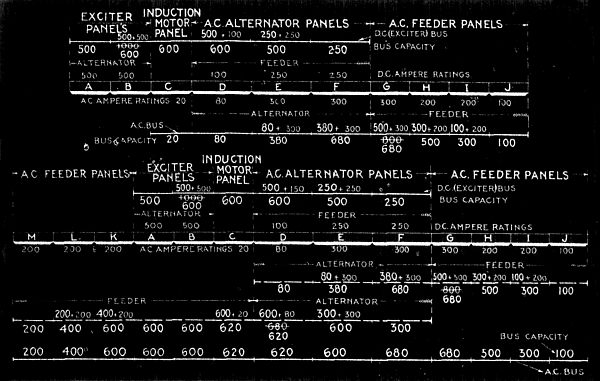 EXCITER PANELS INDUCTION MOTOR PANEL A.C. ALTERNATOR PANELS A.C. FEEDER PANELS
500+500 500 + 100 250 + 250 D.C. (EXCITER) BUS
500 1000 600 600 600 500 250 BUS CAPACITY
ALTERNATOR FEEDER
500 500 100 250 250 D.C. AMPERE RATINGS
A B C D E F G H I J
A C AMPERE RATINGS 20 80 300 300 300 200 200 100
ALTERNATOR FEEDER
A.C. BUS 80 + 300 380 + 300 500 + 300 300 + 200 100 + 200
BUS CAPACITY 20 80 380 680 800 680 500 300 100
A.C. FEEDER PANELS EXCITER PANELS INDUCTION MOTOR PANEL A.C. ALTERNATOR PANELS A.C. FEEDER PANELS
500+500 500 + 150 250 + 250 D.C. (EXCITER) BUS
500 1000 600 600 600 500 250 BUS CAPACITY
ALTERNATOR FEEDER
500 500 100 250 250 D.C. AMPERE RATINGS
M L K A B C D E F G H I J
200 200 200 A C AMPERE RATINGS 20 80 300 300 300 200 200 100
ALTERNATOR FEEDER
80 + 300 380 + 300 500 + 300 300 + 200 100 + 200
80 380 680 800 680 500 300 100
FEEDER ALTERNATOR
200+200 400+200 600 + 20 600 + 80 300 + 300
200 400 600 600 600 620 680 620 600 300
BUS CAPACITY
200 400 600 600 600 620 620 600 680 680 500 300 100
A.C. BUS